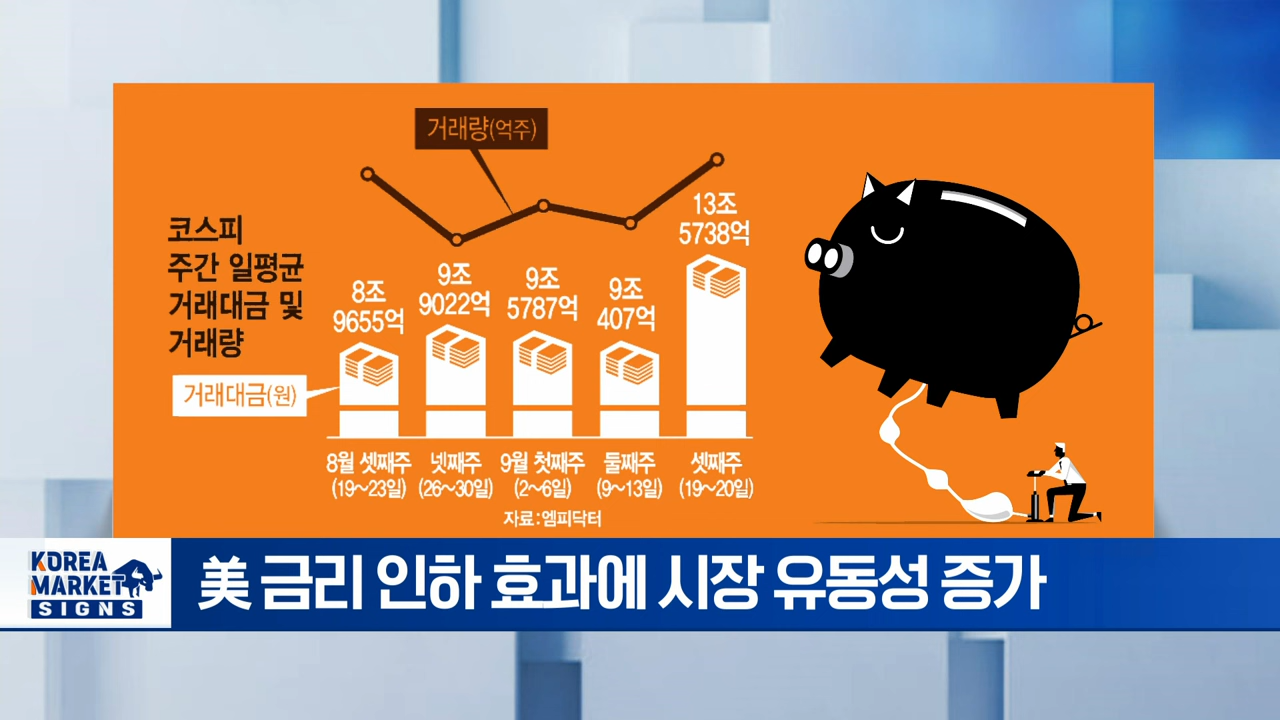 거래량(억주)
코스피
주간 일평균
거래대금 및
거래량
거래대금(원)
8조
9655억
9조
9022억
9조
5787억
9조
407억
13조
5738억
8월 셋째주
(19~23일)
넷째주
(26~30일)
9월 첫째주
(2~6일)
둘째주
(9~13일)
셋째주
(19~20일)
자료:엠피닥터
KOREA
MARKET
SIGNS
美 금리 인하 효과에 시장 유동성 증가